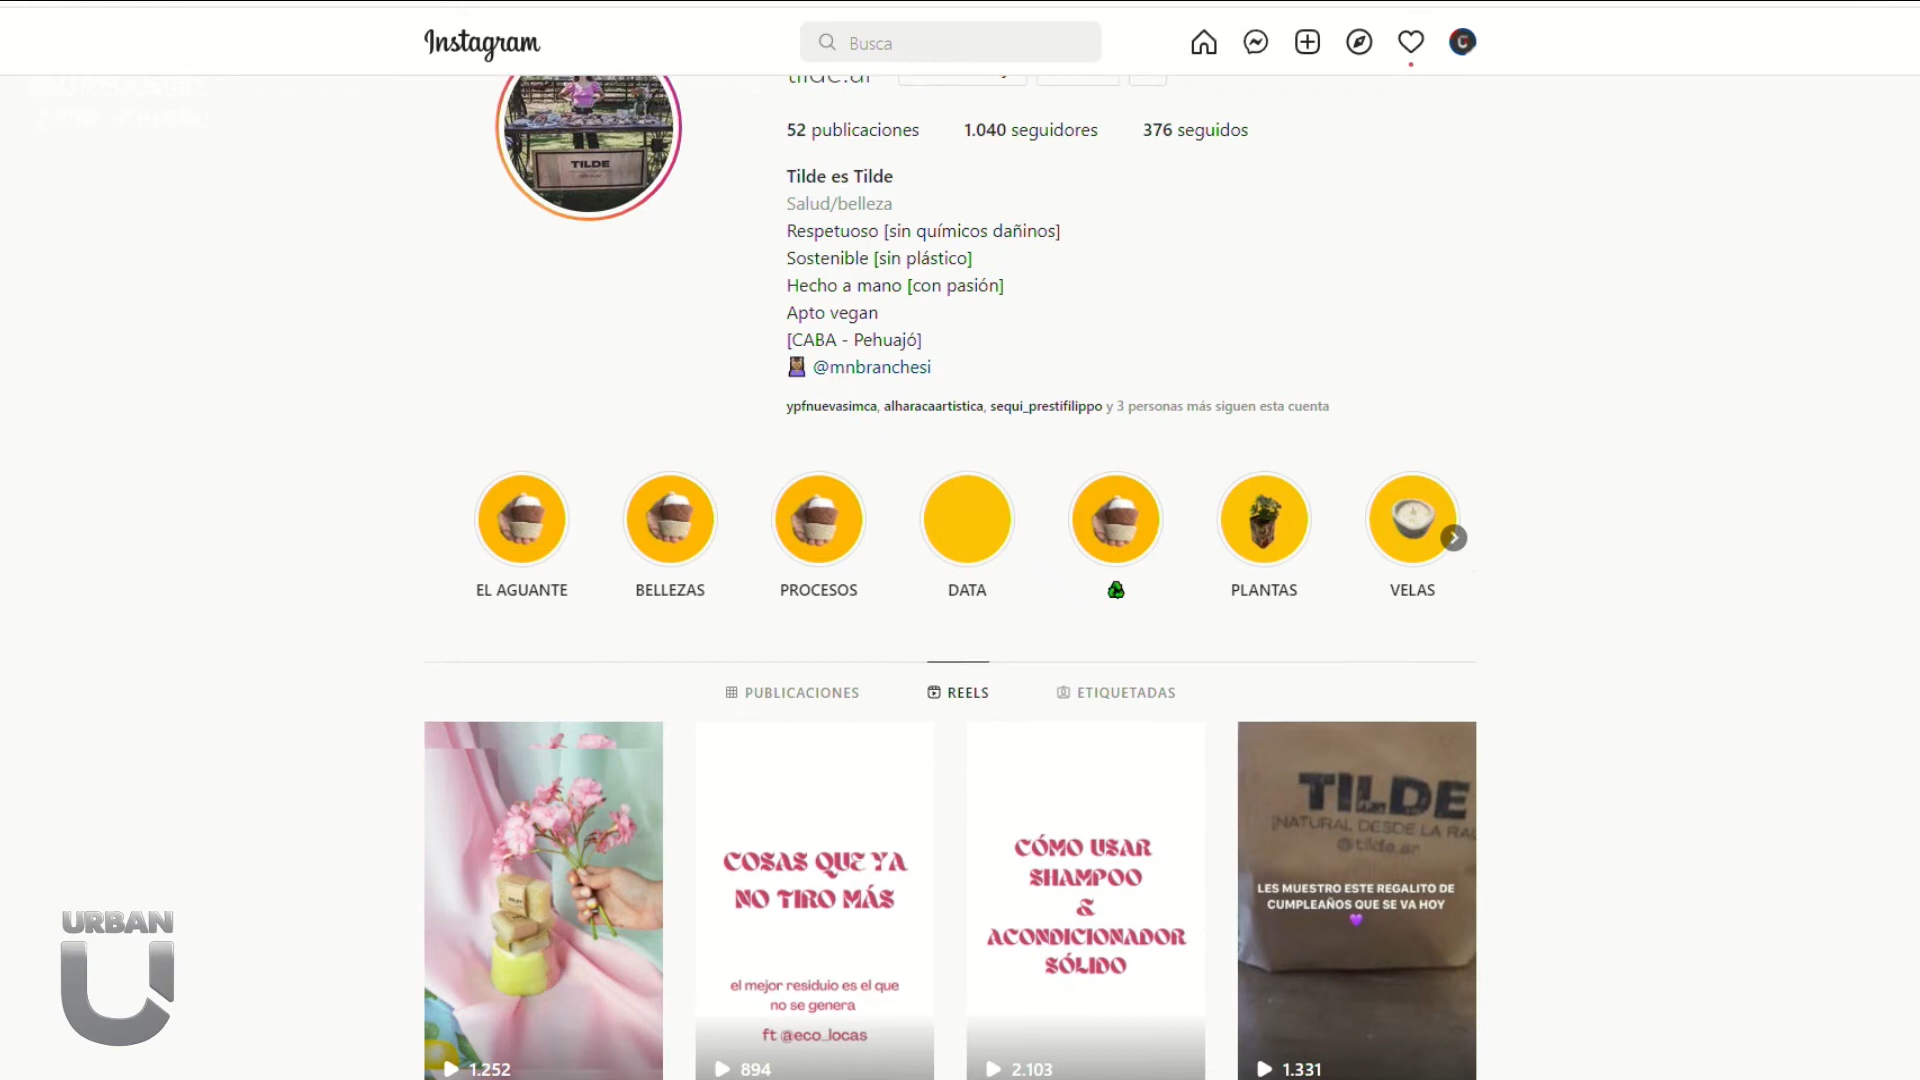 Instagram
Busca
tilde.ar
52 publicaciones
1.040 seguidores
376 seguidos
TILDE
Tilde es Tilde
Salud/belleza
Respetuoso [sin químicos dañinos]
Sostenible [sin plástico]
Hecho a mano [con pasión]
Apto vegan
[CABA - Pehuajó]
@mnbranchesi
ypfnuevasimca, alharacaartistica, sequi_prestifilippo y 3 personas más siguen esta cuenta
EL AGUANTE
BELLEZAS
PROCESOS
DATA
PLANTAS
VELAS
PUBLICACIONES
REELS
ETIQUETADAS
1.252
COSAS QUE YA
NO TIRO MÁS
el mejor residuio es el que
no se genera
ft @eco_locas
894
CÓMO USAR
SHAMPOO
&
ACONDICIONADOR
SÓLIDO
2.103
TILDE
[NATURAL DESDE LA RA
@tilde.ar
LES MUESTRO ESTE REGALITO DE
CUMPLEAÑOS QUE SE VA HOY
1.331
URBAN
U